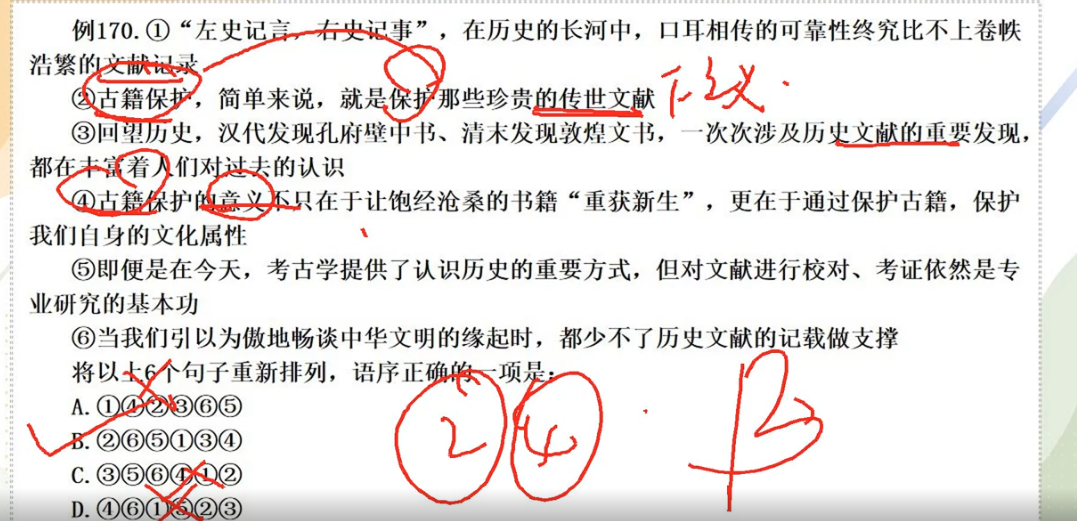 例170.①“左史记言，右史记事”，在历史的长河中，口耳相传的可靠性终究比不上卷帙
浩繁的文献记录
②古籍保护，简单来说，就是保护那些珍贵的传世文献
下定义
③回望历史，汉代发现孔府壁中书、清末发现敦煌文书，一次次涉及历史文献的重要发现，
都在丰富着人们对过去的认识
④古籍保护的意义不只在于让饱经沧桑的书籍“重获新生”，更在于通过保护古籍，保护
我们自身的文化属性
⑤即便是在今天，考古学提供了认识历史的重要方式，但对文献进行校对、考证依然是专
业研究的基本功
⑥当我们引以为傲地畅谈中华文明的缘起时，都少不了历史文献的记载做支撑
将以上6个句子重新排列，语序正确的一项是：
A.①④②③⑥⑤
B.②⑥⑤①③④
C.③⑤⑥④①②
D.④⑥①⑤②③
2 4 B